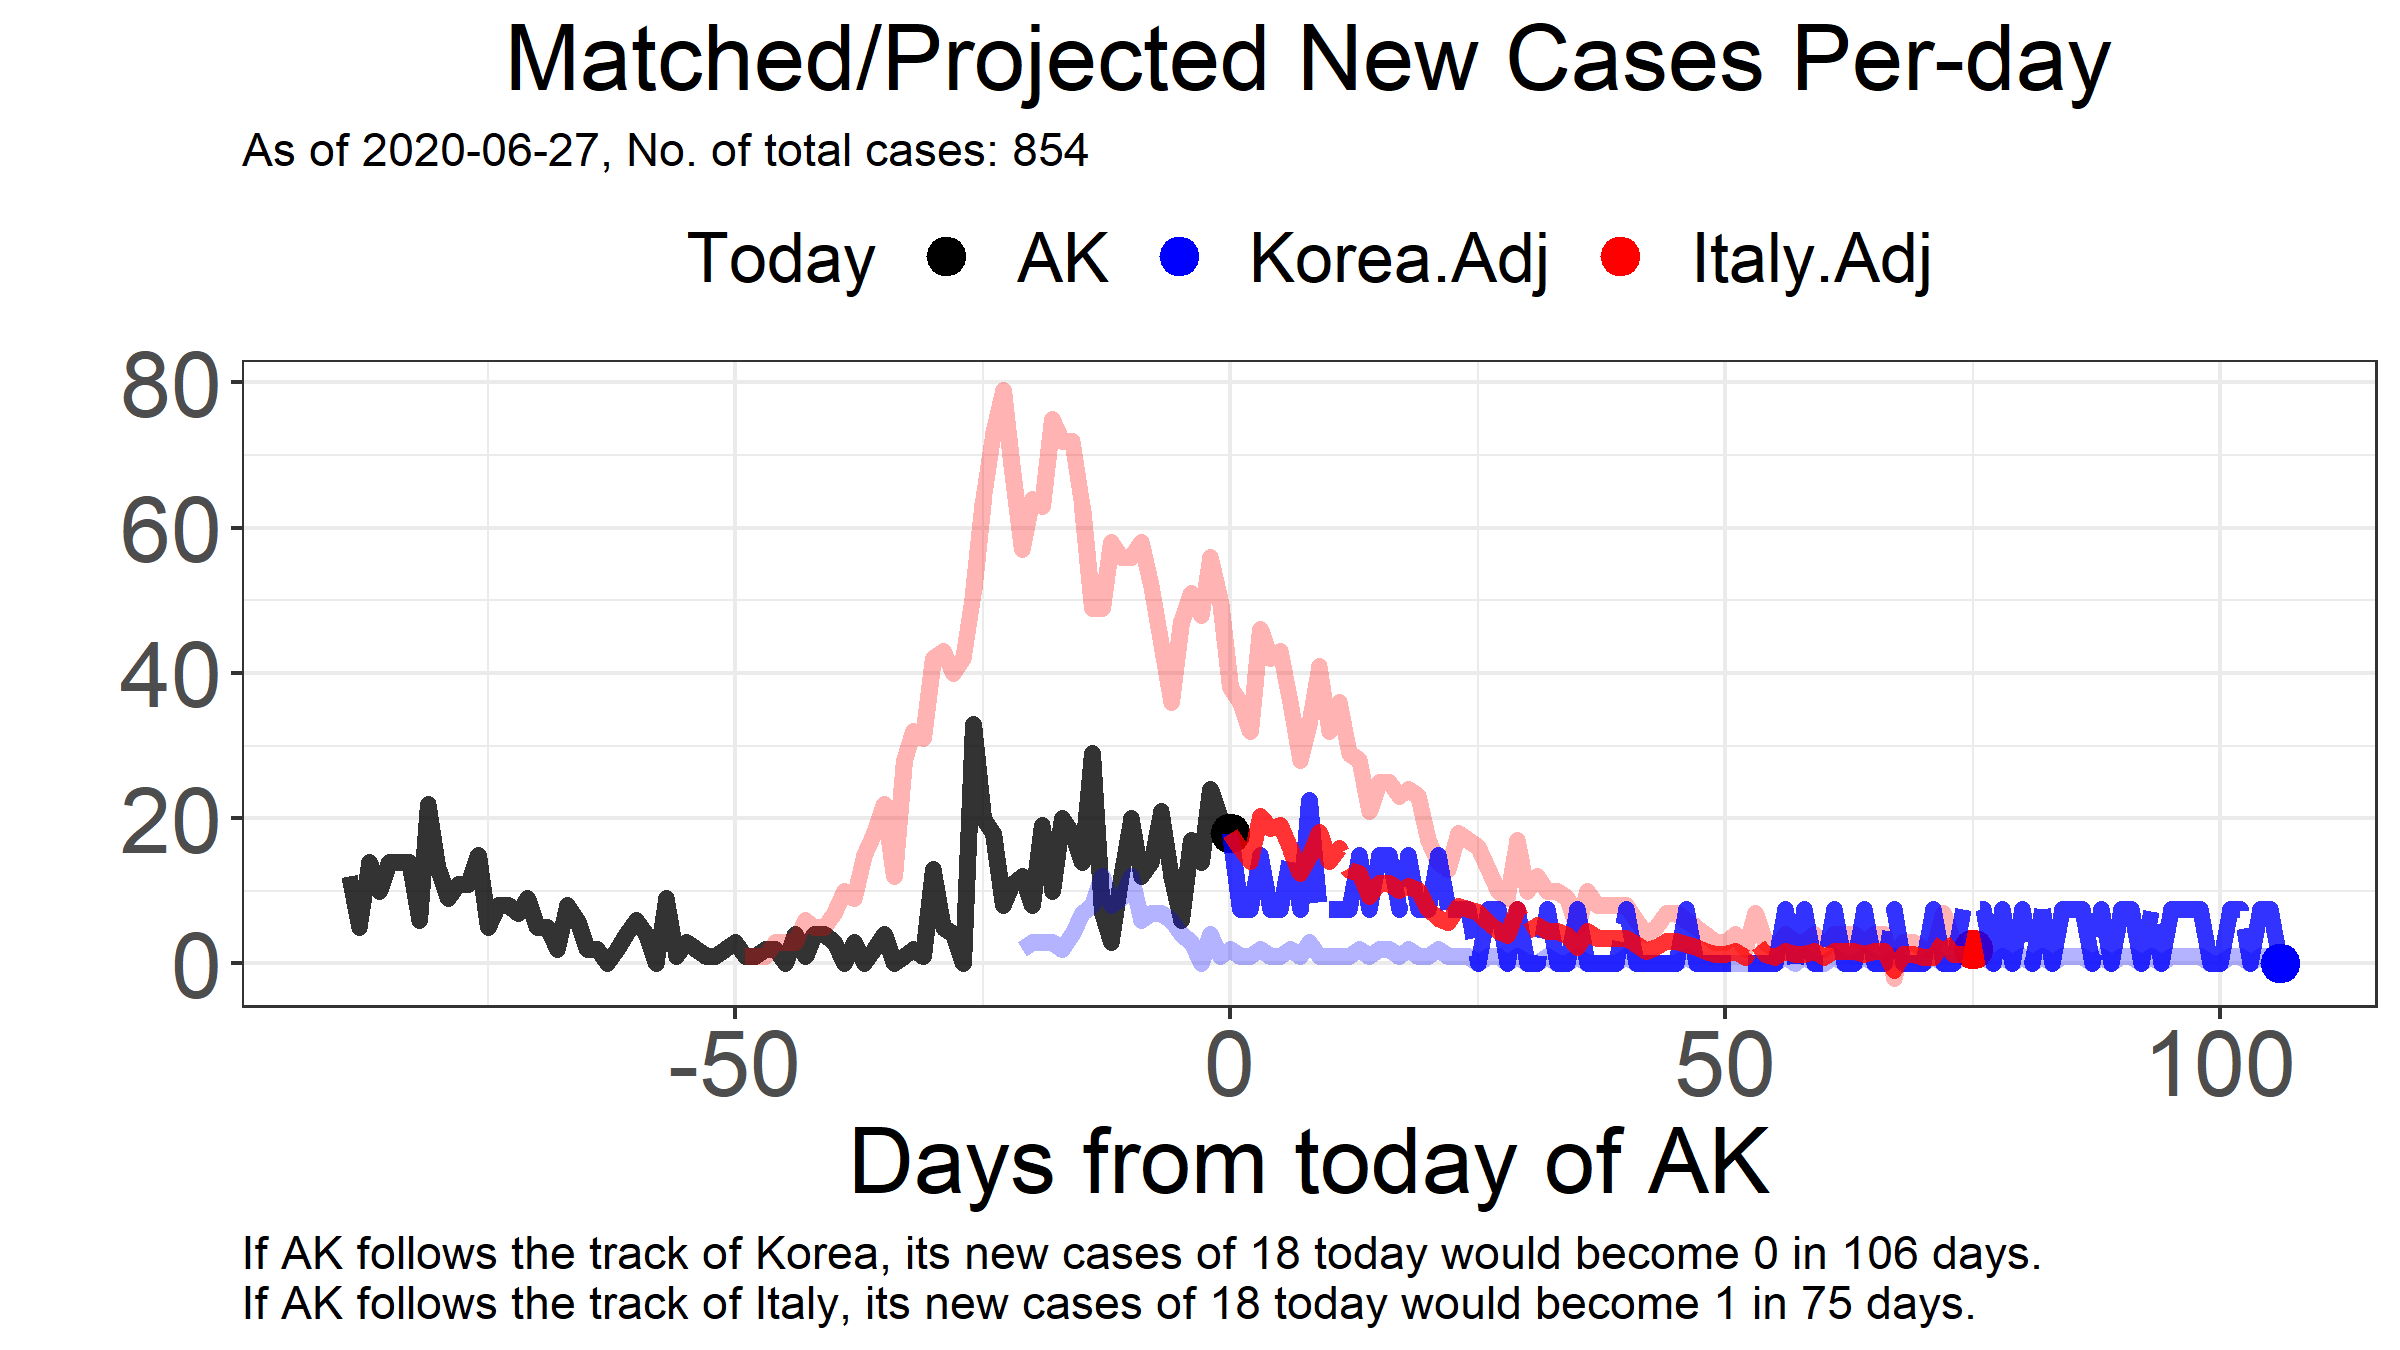 Matched/Projected New Cases Per-day
As of 2020-06-27, No. of total cases: 854
Today AK Korea.Adj Italy.Adj
80
60
40
20
0
-50 0 50 100
Days from today of AK
If AK follows the track of Korea, its new cases of 18 today would become 0 in 106 days.
If AK follows the track of Italy, its new cases of 18 today would become 1 in 75 days.